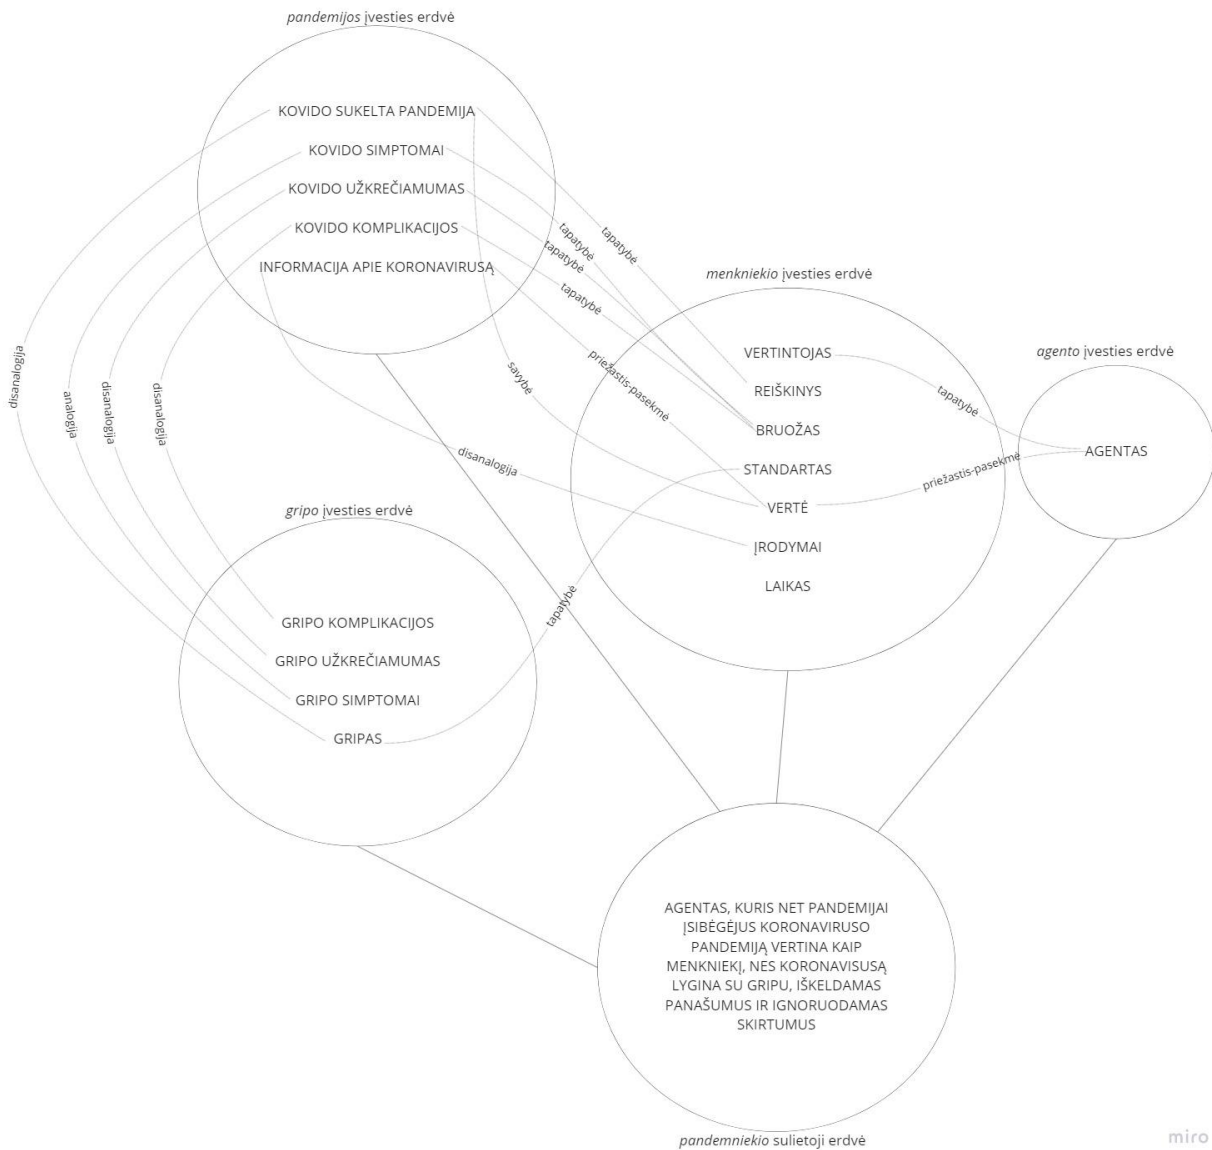 pandemijos įvesties erdvė
KOVIDO SUKELTA PANDEMIJA
KOVIDO SIMPTOMAI
KOVIDO UŽKREČIAMUMAS
KOVIDO KOMPLIKACIJOS
INFORMACIJA APIE KORONAVIRUSĄ
tapatybė
tapatybė
tapatybė
tapatybė
priežastis-pasekmė
savybė
disanalogija
disanalogija
analogija
disanalogija
disanalogija
menkniekio įvesties erdvė
VERTINTOJAS
REIŠKINYS
BRUOŽAS
STANDARTAS
VERTĖ
ĮRODYMAI
LAIKAS
tapatybė
priežastis-pasekmė
agento įvesties erdvė
AGENTAS
gripo įvesties erdvė
GRIPO KOMPLIKACIJOS
GRIPO UŽKREČIAMUMAS
GRIPO SIMPTOMAI
GRIPAS
tapatybė
AGENTAS, KURIS NET PANDEMIJAI
ĮSIBĖGĖJUS KORONAVIRUSO
PANDEMIJĄ VERTINA KAIP
MENKNIEKĮ, NES KORONAVISUSĄ
LYGINA SU GRIPU, IŠKELDAMAS
PANAŠUMUS IR IGNORUODAMAS
SKIRTUMUS
pandemniekio sulietoji erdvė
miro